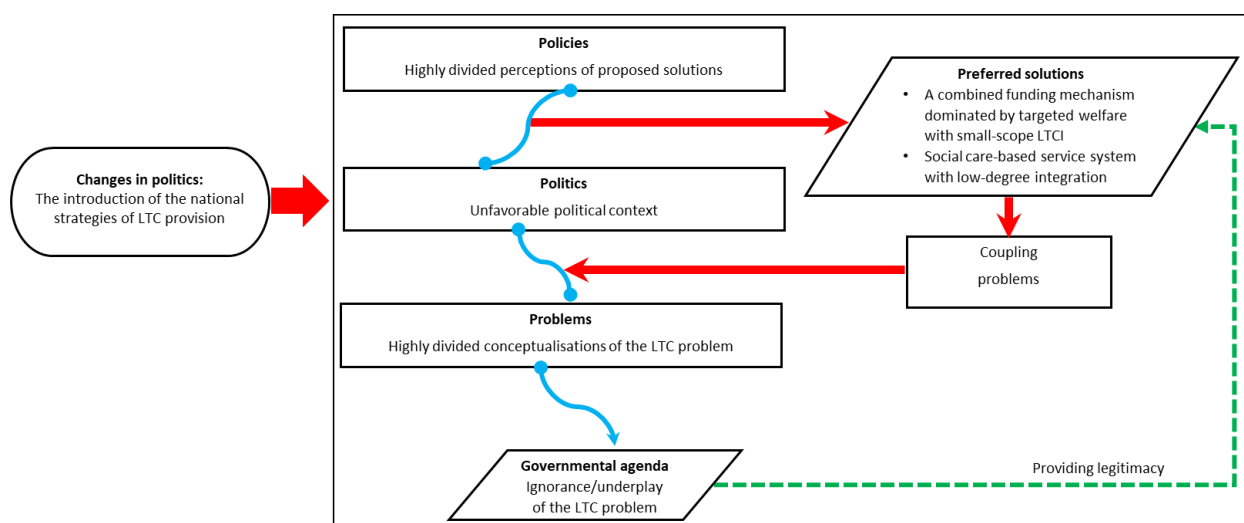 Changes in politics:
The introduction of the national
strategies of LTC provision
Policies
Highly divided perceptions of proposed solutions
Politics
Unfavorable political context
Problems
Highly divided conceptualisations of the LTC problem
Governmental agenda
Ignorance/underplay
of the LTC problem
Preferred solutions
• A combined funding mechanism
dominated by targeted welfare
with small-scope LTCI
• Social care-based service system
with low-degree integration
Coupling
problems
Providing legitimacy